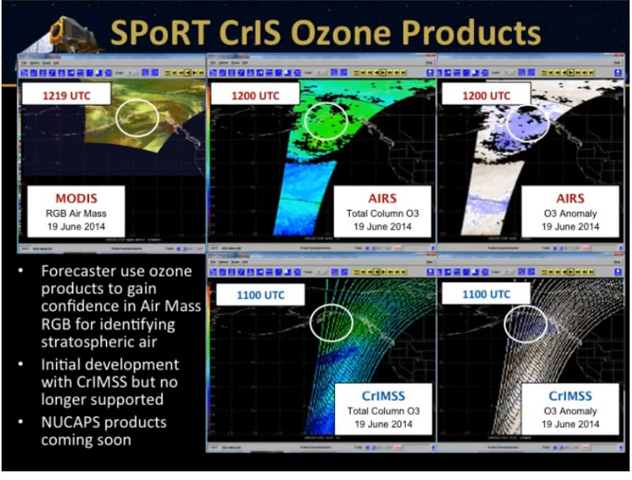 SPoRT CrIS Ozone Products
1219 UTC
1200 UTC
1200 UTC
MODIS
RGB Air Mass
19 June 2014
AIRS
Total Column O3
19 June 2014
AIRS
O3 Anomaly
19 June 2014
• Forecaster use ozone
products to gain
confidence in Air Mass
RGB for identifying
stratospheric air
• Initial development
with CrIMSS but no
longer supported
• NUCAPS products
coming soon
1100 UTC
1100 UTC
CrIMSS
Total Column O3
19 June 2014
CrIMSS
O3 Anomaly
19 June 2014